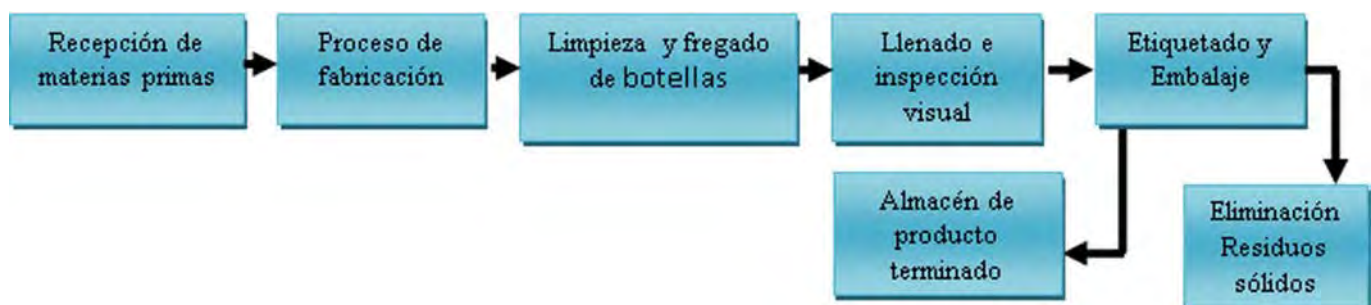 Recepción de
materias primas
Proceso de
fabricación
Limpieza y fregado
de botellas
Llenado e
inspección
visual
Etiquetado y
Embalaje
Almacén de
producto
terminado
Eliminación
Residuos
sólidos